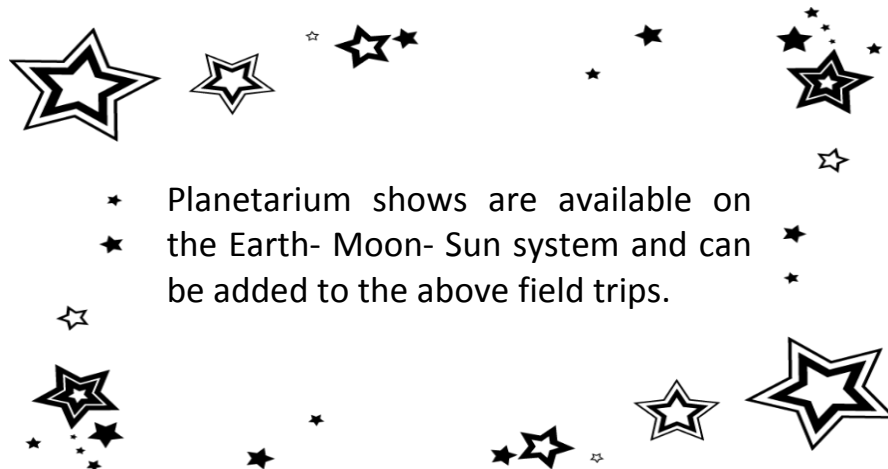 Planetarium shows are available on
the Earth- Moon- Sun system and can
be added to the above field trips.